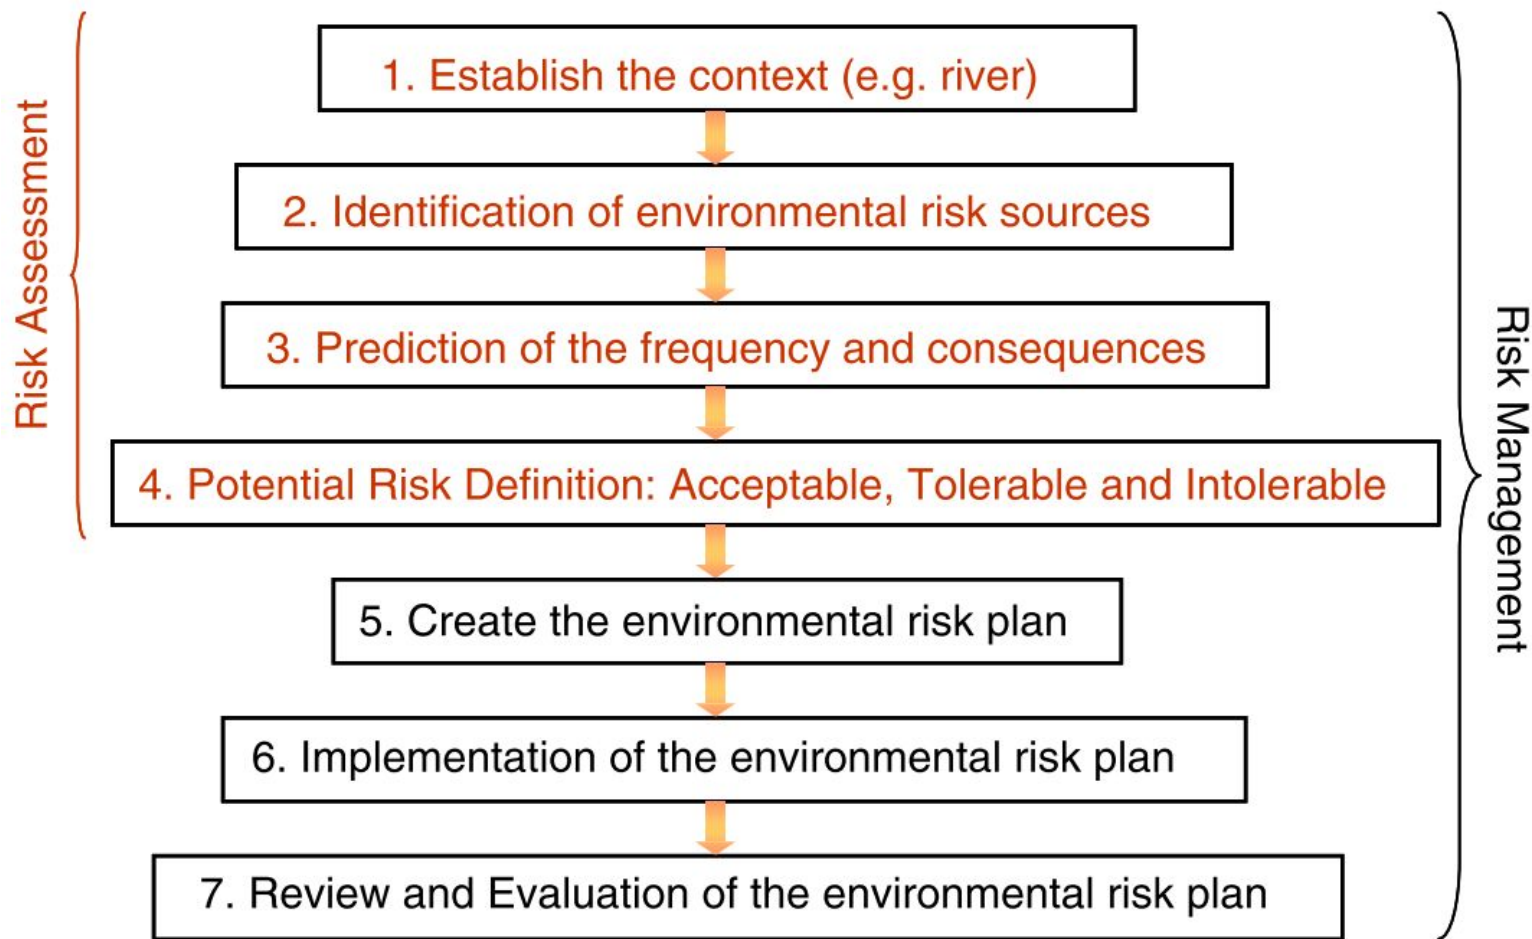 Risk Assessment
1. Establish the context (e.g. river)
2. Identification of environmental risk sources
3. Prediction of the frequency and consequences
4. Potential Risk Definition: Acceptable, Tolerable and Intolerable
5. Create the environmental risk plan
6. Implementation of the environmental risk plan
7. Review and Evaluation of the environmental risk plan
Risk Management